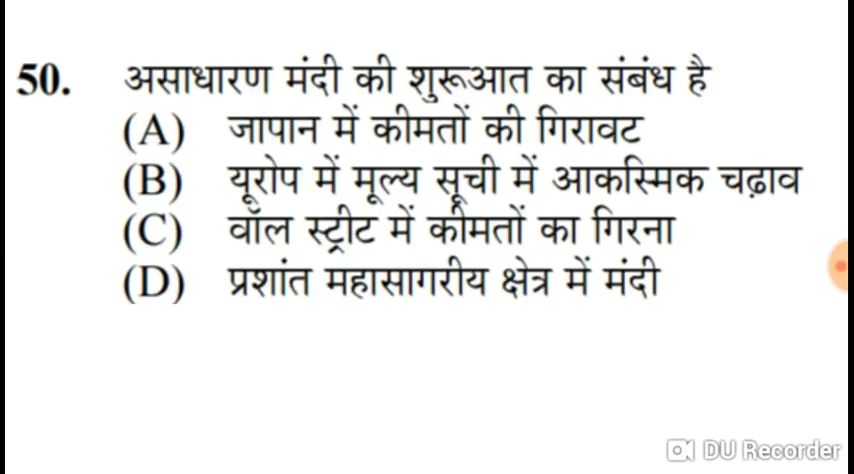 50. असाधारण मंदी की शुरूआत का संबंध है
(A) जापान में कीमतों की गिरावट
(B) यूरोप में मूल्य सूची में आकस्मिक चढ़ाव
(C) वॉल स्ट्रीट में कीमतों का गिरना
(D) प्रशांत महासागरीय क्षेत्र में मंदी
DU Recorder